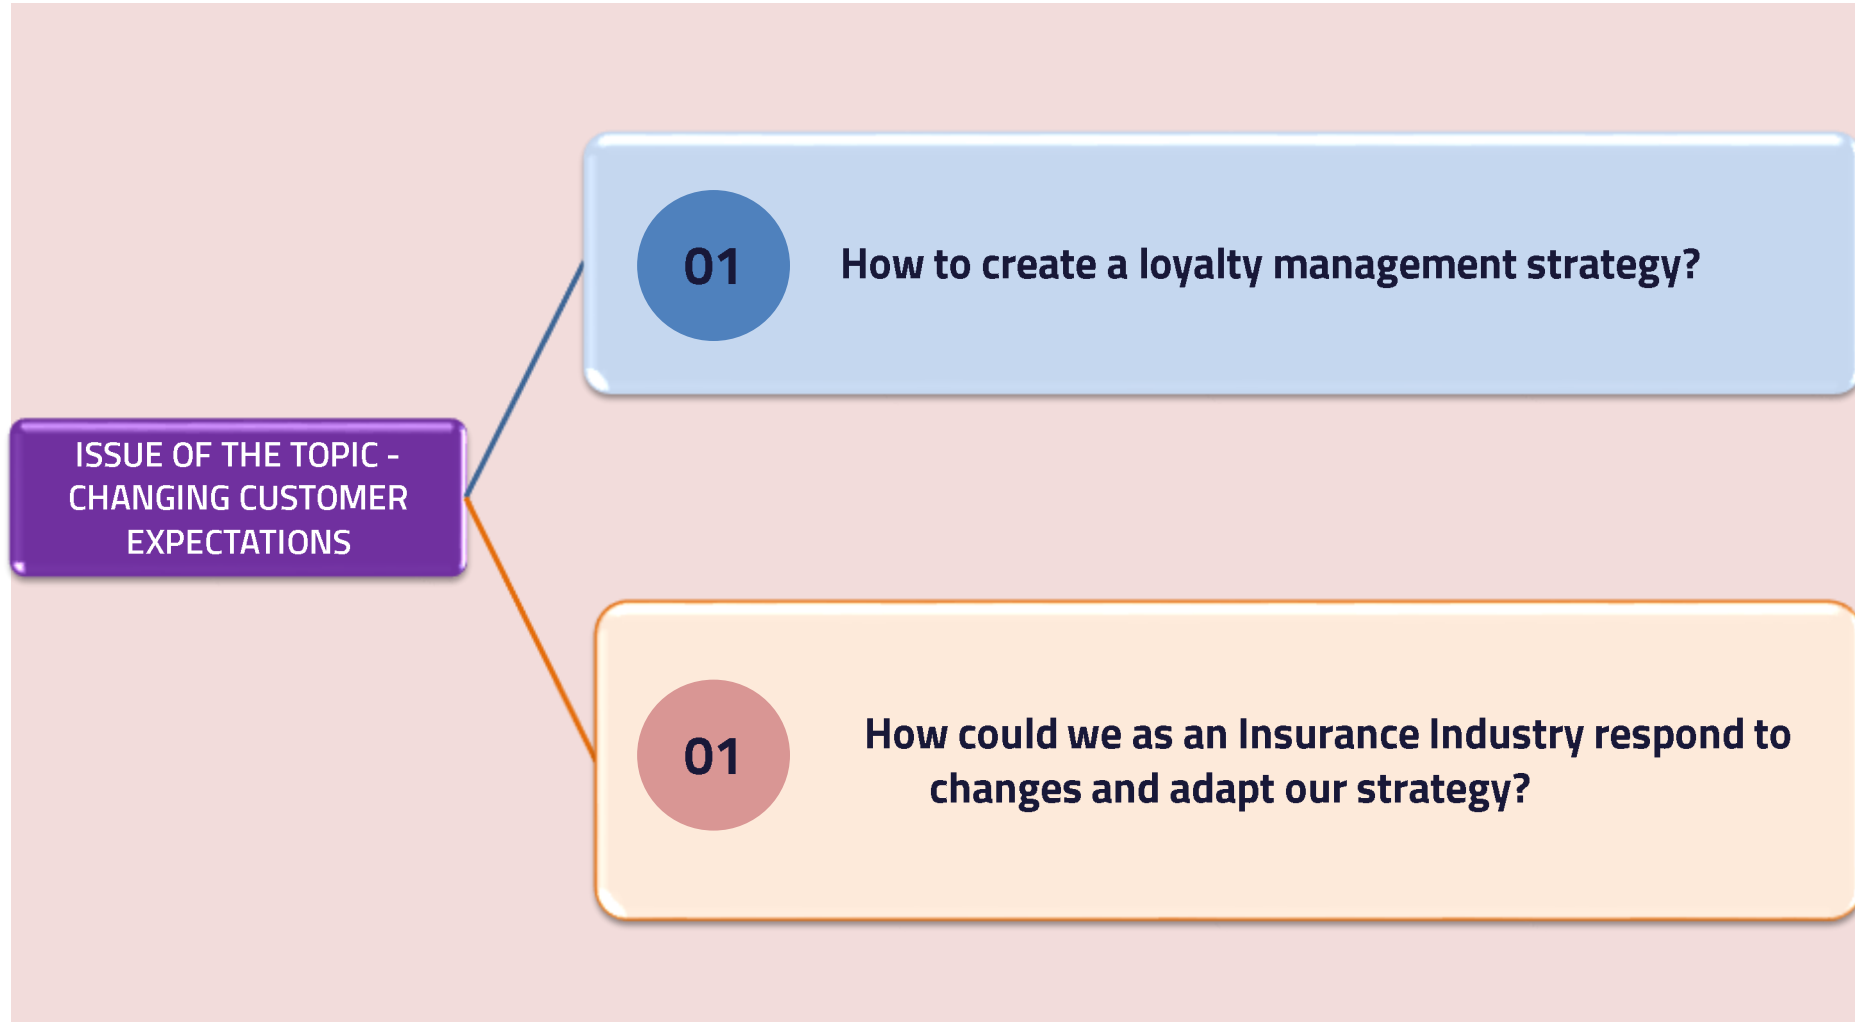 ISSUE OF THE TOPIC -
CHANGING CUSTOMER
EXPECTATIONS
01
How to create a loyalty management strategy?
01
How could we as an Insurance Industry respond to
changes and adapt our strategy?